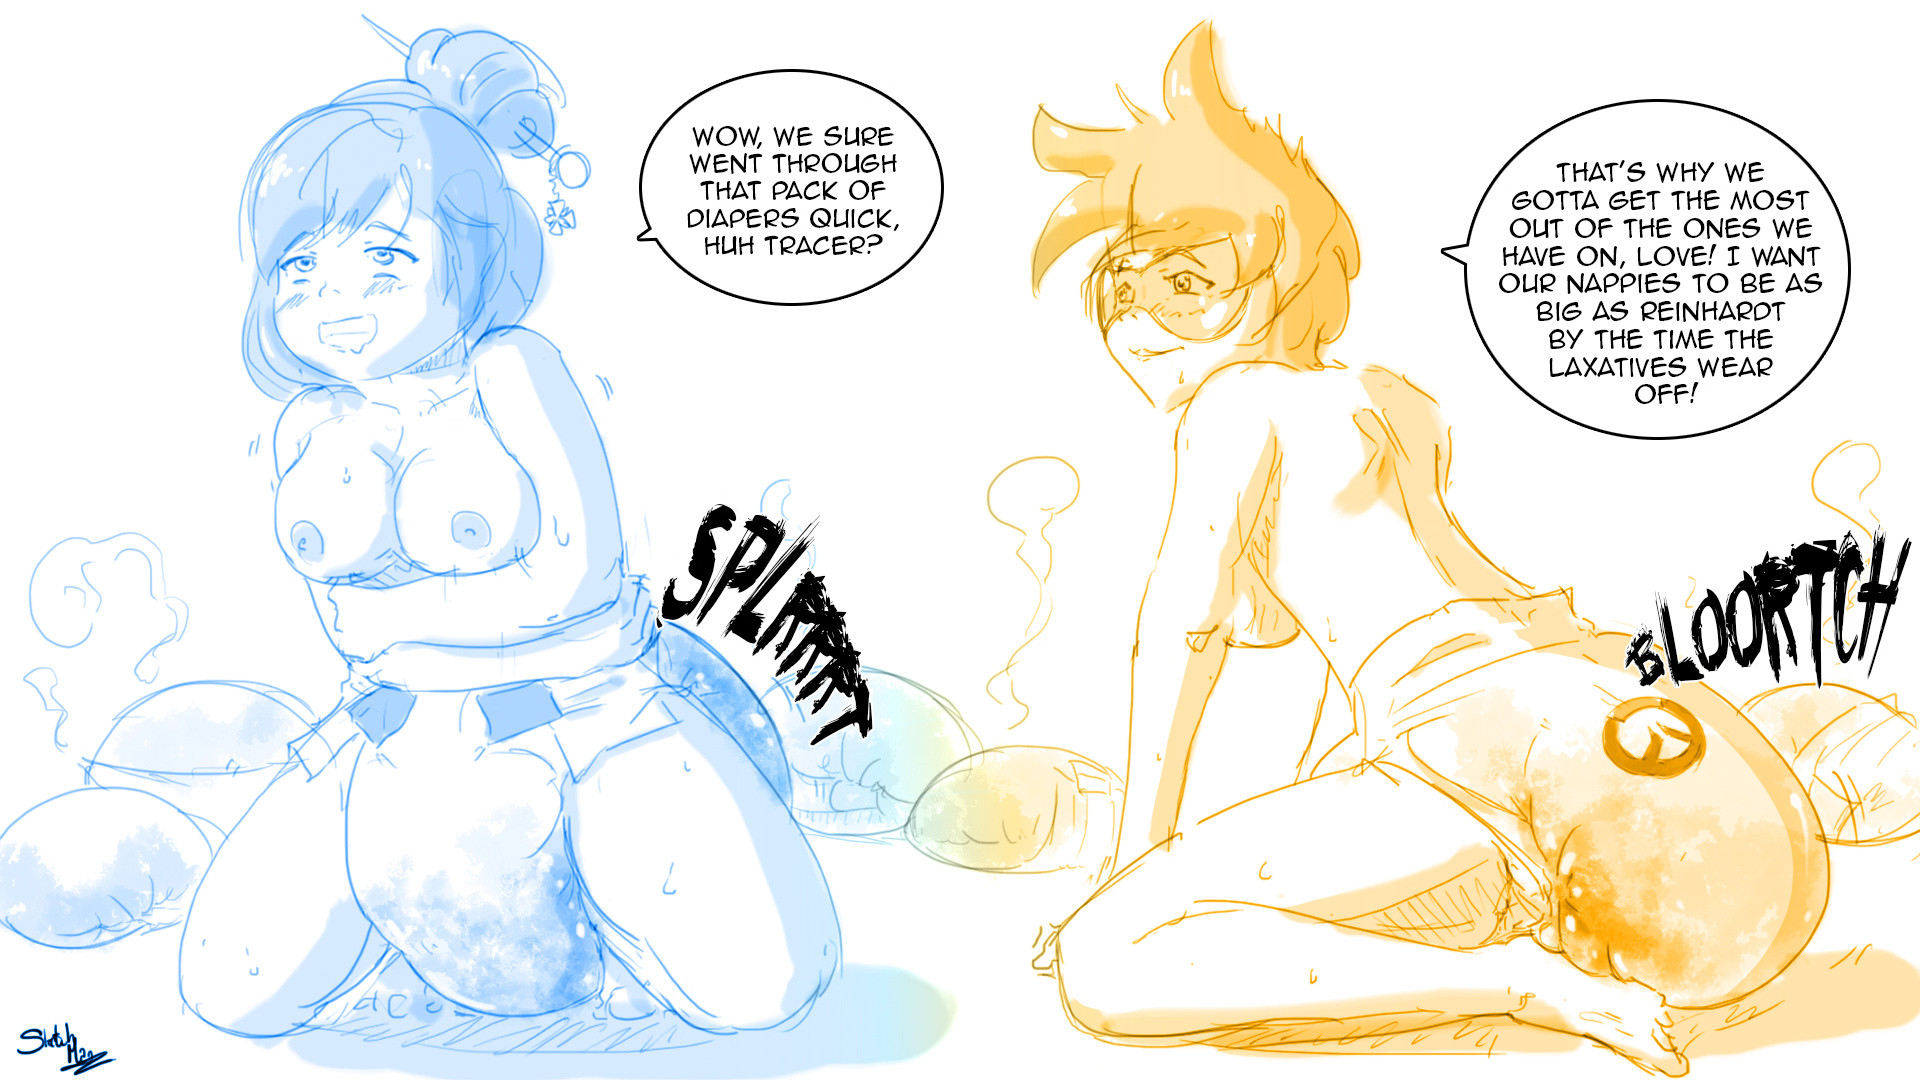 WOW, WE SURE
WENT THROUGH
THAT PACK OF
DIAPERS QUICK,
HUH TRACER?
THAT'S WHY WE
GOTTA GET THE MOST
OUT OF THE ONES WE
HAVE ON, LOVE! I WANT
OUR NAPPIES TO BE AS
BIG AS REINHARDT
BY THE TIME THE
LAXATIVES WEAR
OFF!
BLOORTCH
Sketch
Man